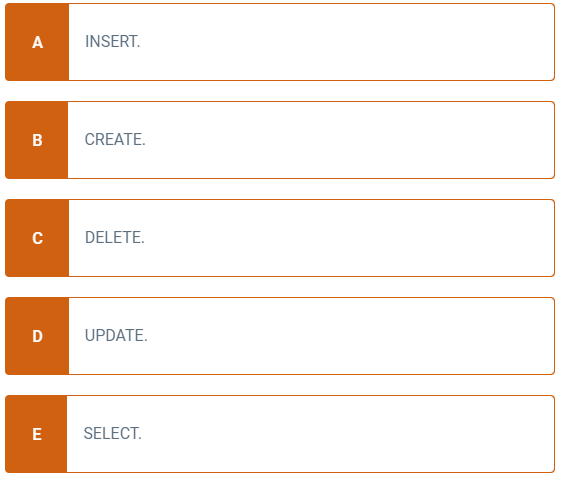 A INSERT.
B CREATE.
C DELETE.
D UPDATE.
E SELECT.